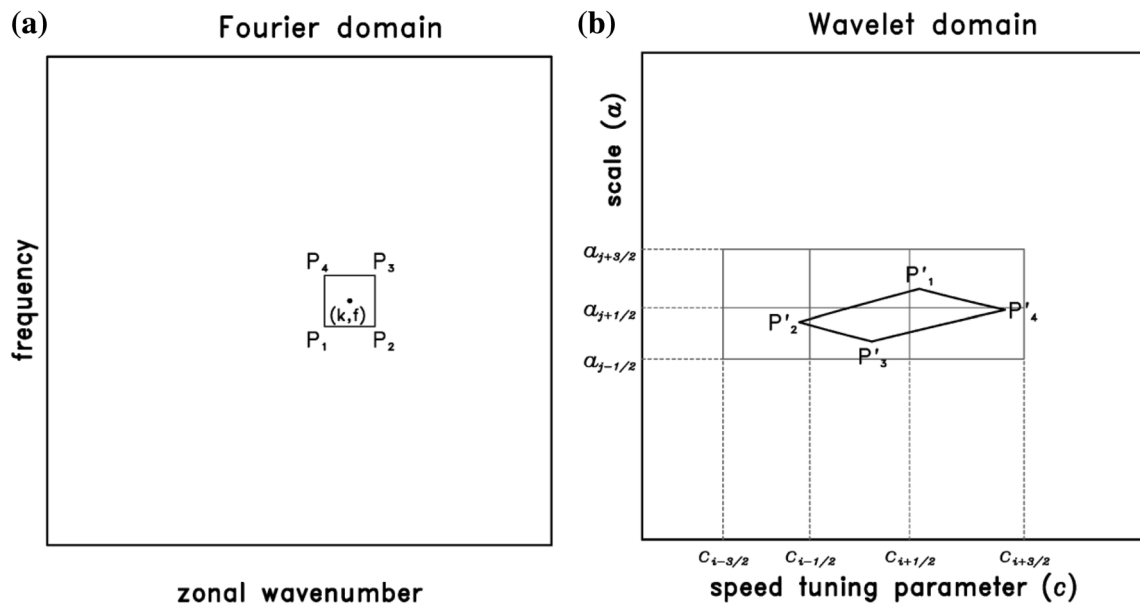 (a)
Fourier domain
frequency
P₄ P₃
(k,f)
P₁ P₂
zonal wavenumber
(b)
Wavelet domain
scale (a)
a_{j+3/2}
a_{j+1/2}
a_{j-1/2}
P'₁
P'₂
P'₄
P'₃
c_{i-3/2} c_{i-1/2} c_{i+1/2} c_{i+3/2}
speed tuning parameter (c)